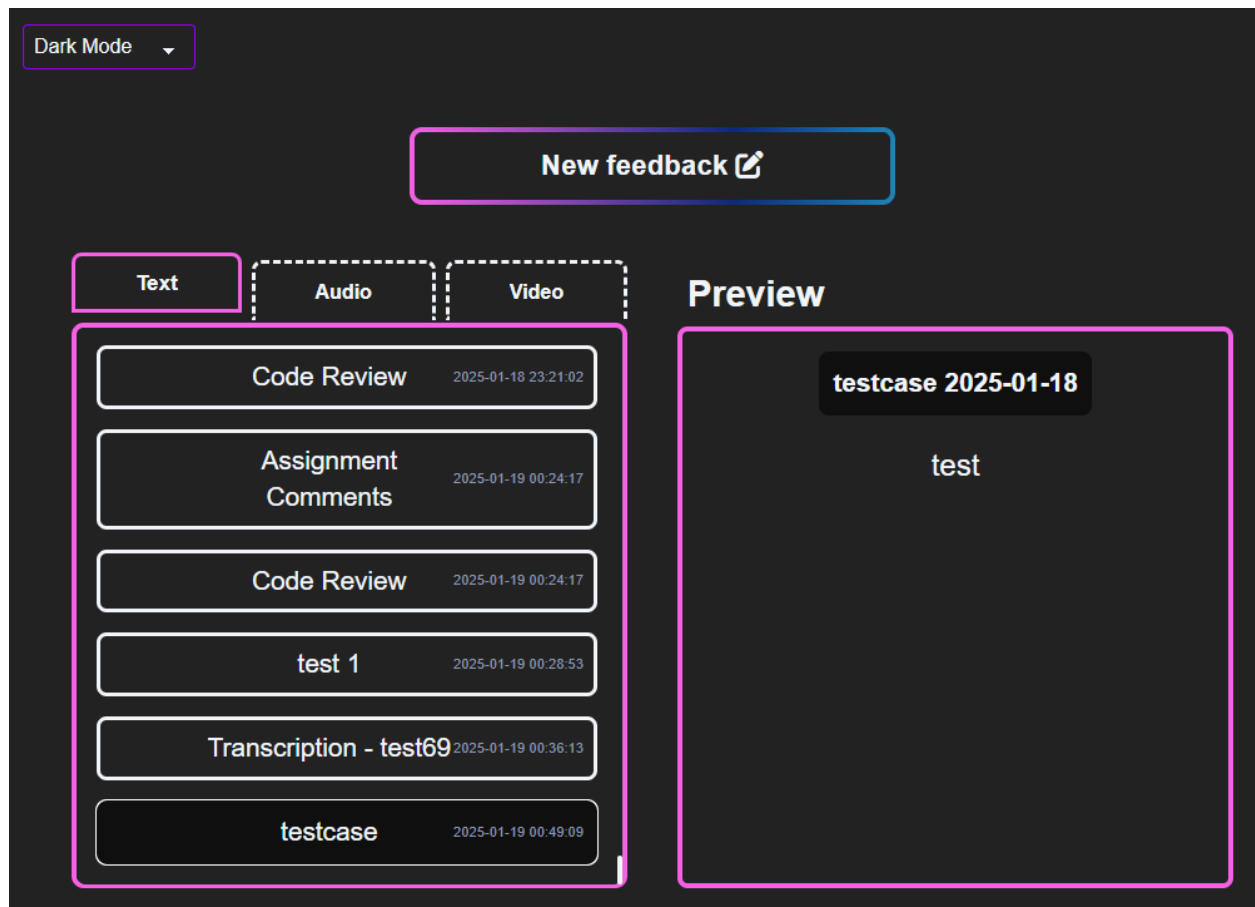 Dark Mode
New feedback
Text
Audio
Video
Preview
Code Review 2025-01-18 23:21:02
Assignment
Comments
2025-01-19 00:24:17
Code Review 2025-01-19 00:24:17
test 1 2025-01-19 00:28:53
Transcription - test69 2025-01-19 00:36:13
testcase 2025-01-19 00:49:09
testcase 2025-01-18
test